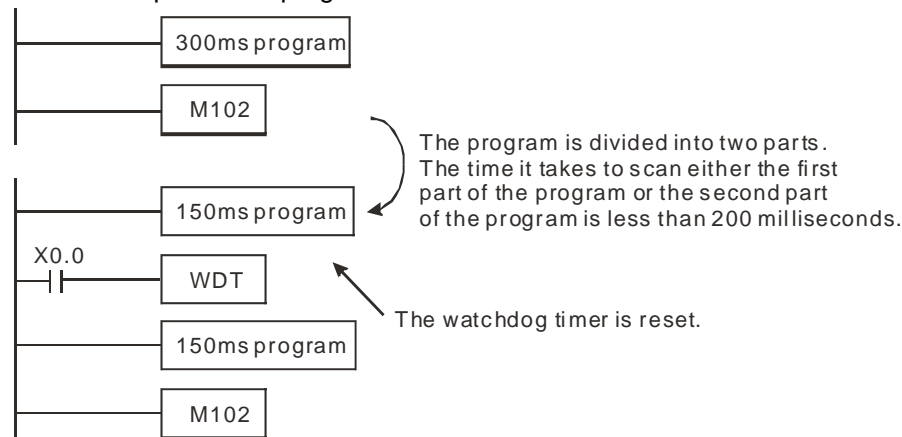 300ms program
M102
The program is divided into two parts.
The time it takes to scan either the first
part of the program or the second part
of the program is less than 200 milliseconds.
150ms program
X0.0
WDT
The watchdog timer is reset.
150ms program
M102